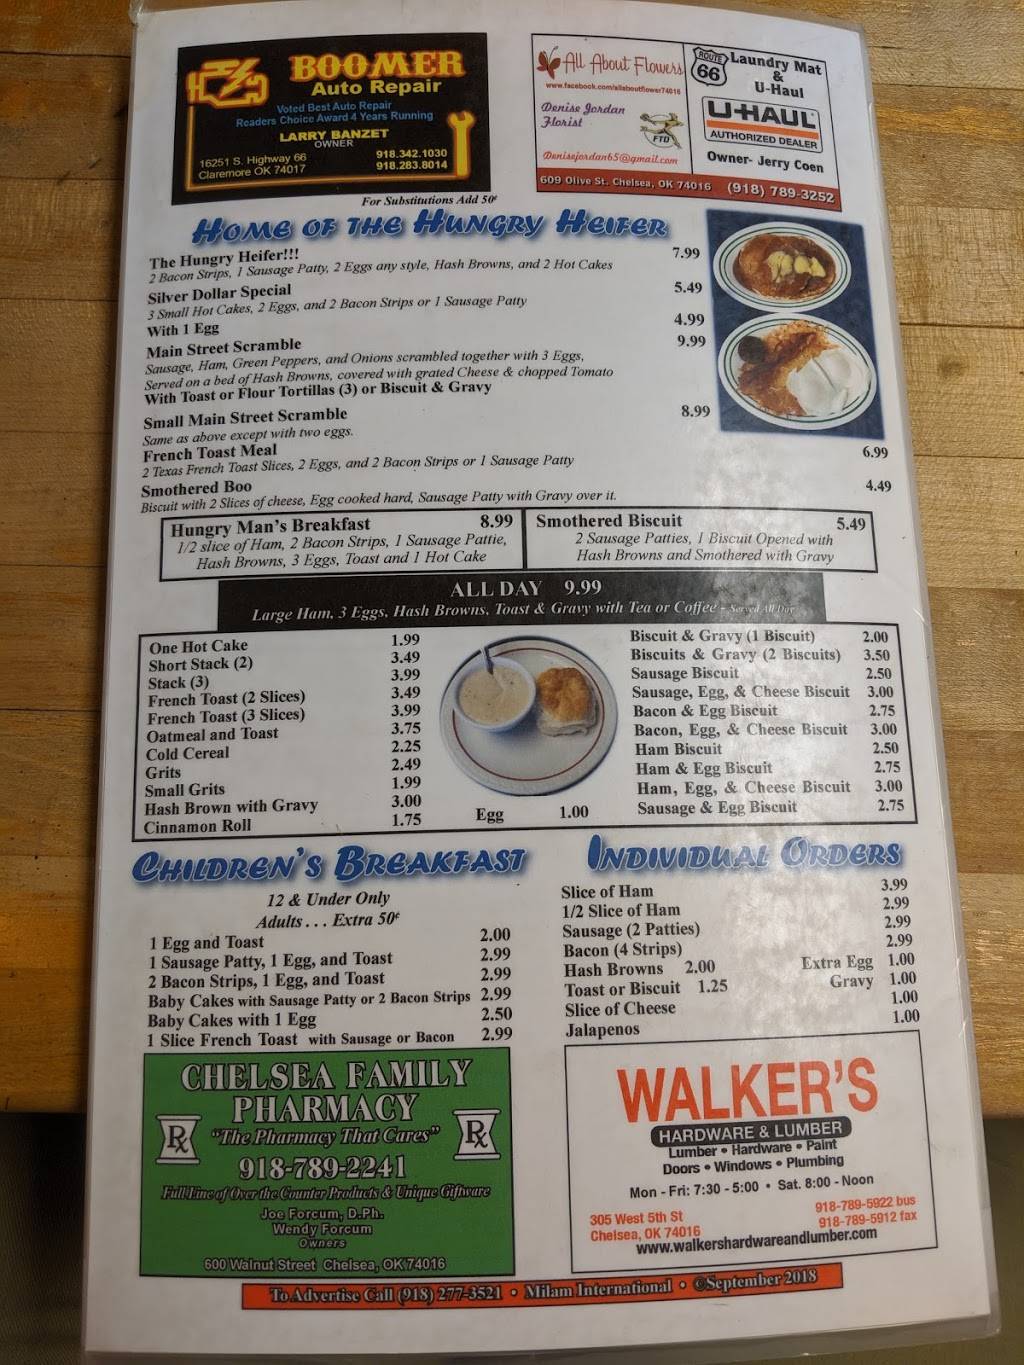 BOOMER
Auto Repair
Voted Best Auto Repair
Readers Choice Award 4 Years Running
LARRY BANZET
OWNER
16251 S. Highway 66
Claremore OK 74017
918.342.1030
918.283.8014
All About Flowers
www.facebook.com/allaboutflower74016
Denise Jordan
Florist
FTD
Denisejordan65@gmail.com
ROUTE
66
Laundry Mat
&
U-Haul
U-HAUL
AUTHORIZED DEALER
Owner- Jerry Coen
609 Olive St. Chelsea, OK 74016 (918) 789-3252
For Substitutions Add 50¢
HOME OF THE HUNGRY HEIFER
The Hungry Heifer!!! 7.99
2 Bacon Strips, 1 Sausage Patty, 2 Eggs any style, Hash Browns, and 2 Hot Cakes
Silver Dollar Special 5.49
3 Small Hot Cakes, 2 Eggs, and 2 Bacon Strips or 1 Sausage Patty
With 1 Egg 4.99
Main Street Scramble 9.99
Sausage, Ham, Green Peppers, and Onions scrambled together with 3 Eggs,
Served on a bed of Hash Browns, covered with grated Cheese & chopped Tomato
With Toast or Flour Tortillas (3) or Biscuit & Gravy
Small Main Street Scramble 8.99
Same as above except with two eggs.
French Toast Meal 6.99
2 Texas French Toast Slices, 2 Eggs, and 2 Bacon Strips or 1 Sausage Patty
Smothered Boo 4.49
Biscuit with 2 Slices of cheese, Egg cooked hard, Sausage Patty with Gravy over it.
Hungry Man's Breakfast 8.99
1/2 slice of Ham, 2 Bacon Strips, 1 Sausage Pattie,
Hash Browns, 3 Eggs, Toast and 1 Hot Cake
Smothered Biscuit 5.49
2 Sausage Patties, 1 Biscuit Opened with
Hash Browns and Smothered with Gravy
ALL DAY 9.99
Large Ham, 3 Eggs, Hash Browns, Toast & Gravy with Tea or Coffee - Served All Day
One Hot Cake 1.99
Short Stack (2) 3.49
Stack (3) 3.99
French Toast (2 Slices) 3.49
French Toast (3 Slices) 3.99
Oatmeal and Toast 3.75
Cold Cereal 2.25
Grits 2.49
Small Grits 1.99
Hash Brown with Gravy 3.00
Cinnamon Roll 1.75
Egg 1.00
Biscuit & Gravy (1 Biscuit) 2.00
Biscuits & Gravy (2 Biscuits) 3.50
Sausage Biscuit 2.50
Sausage, Egg, & Cheese Biscuit 3.00
Bacon & Egg Biscuit 2.75
Bacon, Egg, & Cheese Biscuit 3.00
Ham Biscuit 2.50
Ham & Egg Biscuit 2.75
Ham, Egg, & Cheese Biscuit 3.00
Sausage & Egg Biscuit 2.75
CHILDREN'S BREAKFAST
12 & Under Only
Adults . . . Extra 50¢
1 Egg and Toast 2.00
1 Sausage Patty, 1 Egg, and Toast 2.99
2 Bacon Strips, 1 Egg, and Toast 2.99
Baby Cakes with Sausage Patty or 2 Bacon Strips 2.99
Baby Cakes with 1 Egg 2.50
1 Slice French Toast with Sausage or Bacon 2.99
INDIVIDUAL ORDERS
Slice of Ham 3.99
1/2 Slice of Ham 2.99
Sausage (2 Patties) 2.99
Bacon (4 Strips) 2.99
Hash Browns 2.00 Extra Egg 1.00
Toast or Biscuit 1.25 Gravy 1.00
Slice of Cheese 1.00
Jalapenos 1.00
CHELSEA FAMILY
PHARMACY
Rx
Rx
"The Pharmacy That Cares"
918-789-2241
Full Line of Over the Counter Products & Unique Giftware
Joe Forcum, D.Ph.
Wendy Forcum
Owners
600 Walnut Street Chelsea, OK 74016
WALKER'S
HARDWARE & LUMBER
Lumber • Hardware • Paint
Doors • Windows • Plumbing
Mon - Fri: 7:30 - 5:00 • Sat. 8:00 - Noon
305 West 5th St
Chelsea, OK 74016
918-789-5922 bus
918-789-5912 fax
www.walkershardwareandlumber.com
To Advertise Call (918) 277-3521 • Milam International • ©September 2018